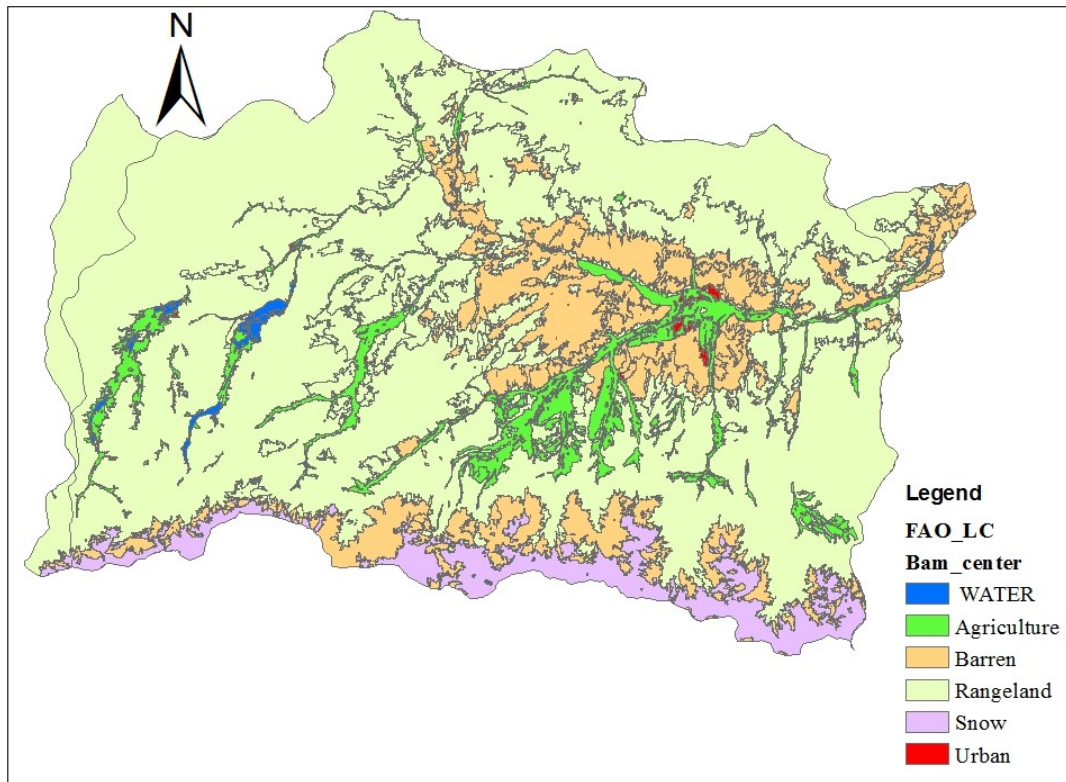 N
Legend
FAO_LC
Bam_center
WATER
Agriculture
Barren
Rangeland
Snow
Urban